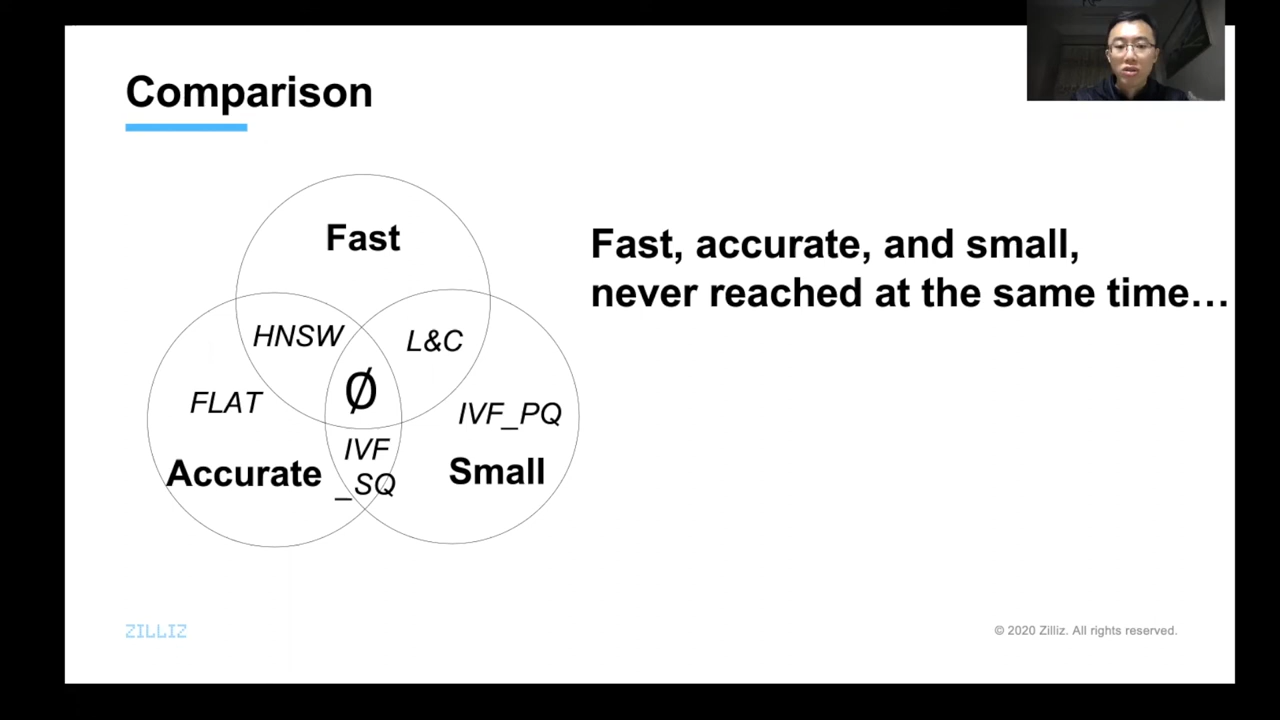 Comparison
Fast
Fast, accurate, and small,
never reached at the same time…
HNSW
L&C
Ø
FLAT
IVF_PQ
IVF
_SQ
Accurate
Small
ZILLIZ
© 2020 Zilliz. All rights reserved.